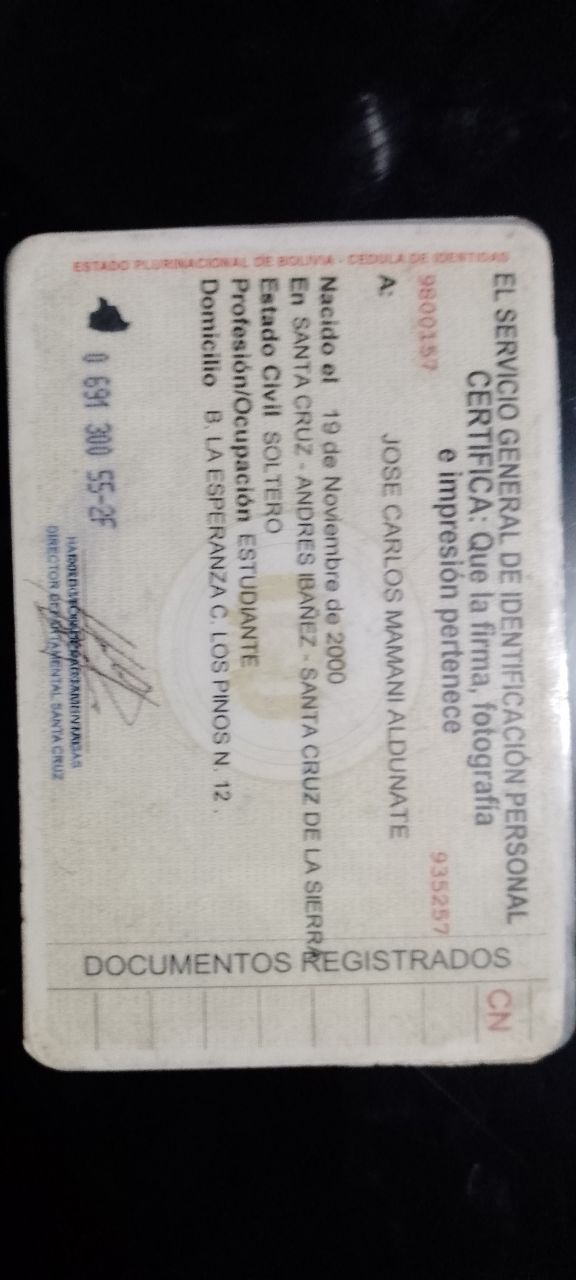 ESTADO PLURINACIONAL DE BOLIVIA - CEDULA DE IDENTIDAD
EL SERVICIO GENERAL DE IDENTIFICACIÓN PERSONAL
CERTIFICA: Que la firma, fotografía
e impresión pertenece
9800157
935257
A: JOSE CARLOS MAMANI ALDUNATE
Nacido el 19 de Noviembre de 2000
En SANTA CRUZ - ANDRES IBAÑEZ - SANTA CRUZ DE LA SIERRA
Estado Civil SOLTERO
Profesión/Ocupación ESTUDIANTE
Domicilio B. LA ESPERANZA C. LOS PINOS N. 12 .
0 691 300 55-2F
DIRECTOR DEPARTAMENTAL SANTA CRUZ
DOCUMENTOS REGISTRADOS
CN